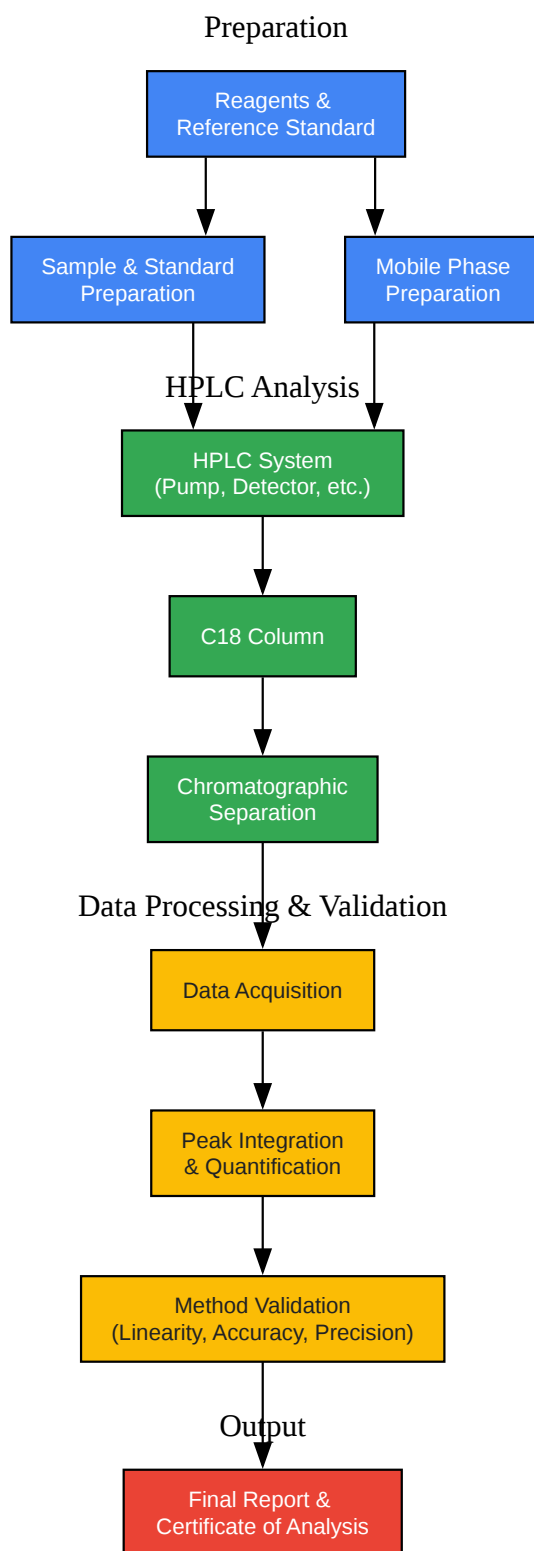 Preparation
Reagents &
Reference Standard
Sample & Standard
Preparation
Mobile Phase
Preparation
HPLC Analysis
HPLC System
(Pump, Detector, etc.)
C18 Column
Chromatographic
Separation
Data Processing & Validation
Data Acquisition
Peak Integration
& Quantification
Method Validation
(Linearity, Accuracy, Precision)
Output
Final Report &
Certificate of Analysis